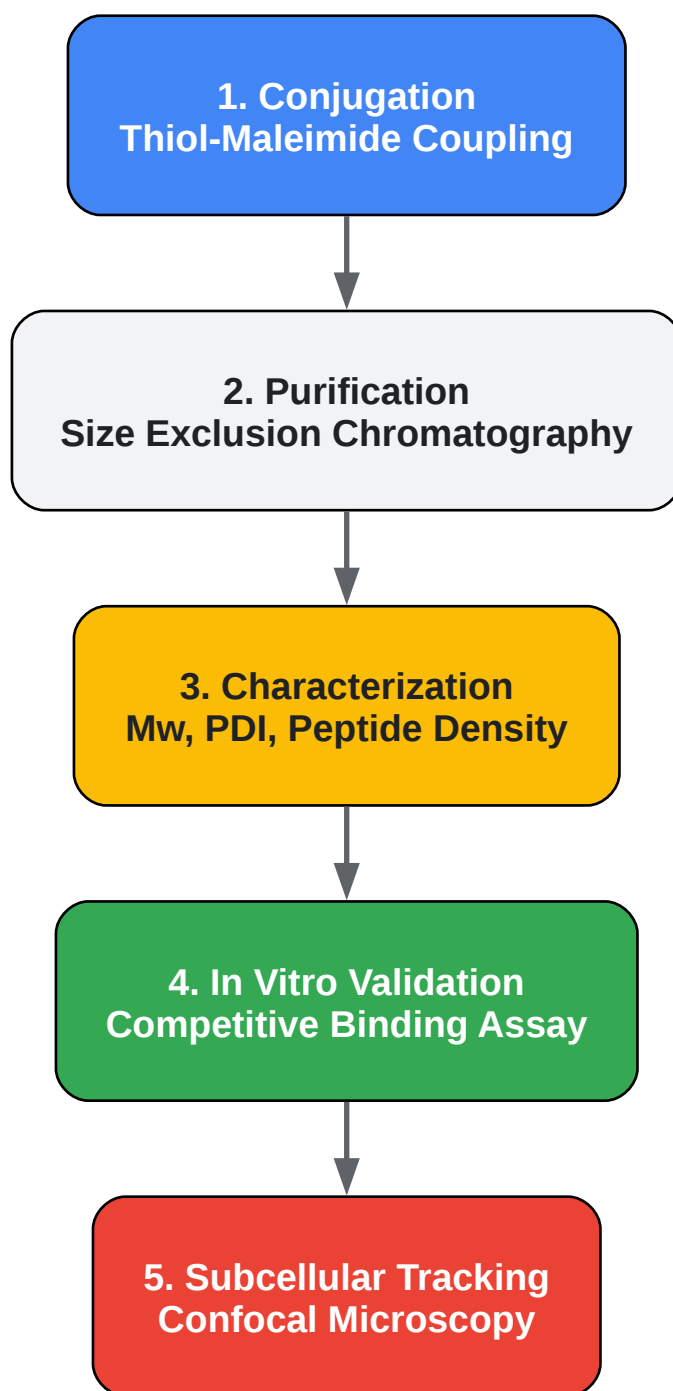 1. Conjugation
Thiol-Maleimide Coupling
2. Purification
Size Exclusion Chromatography
3. Characterization
Mw, PDI, Peptide Density
4. In Vitro Validation
Competitive Binding Assay
5. Subcellular Tracking
Confocal Microscopy